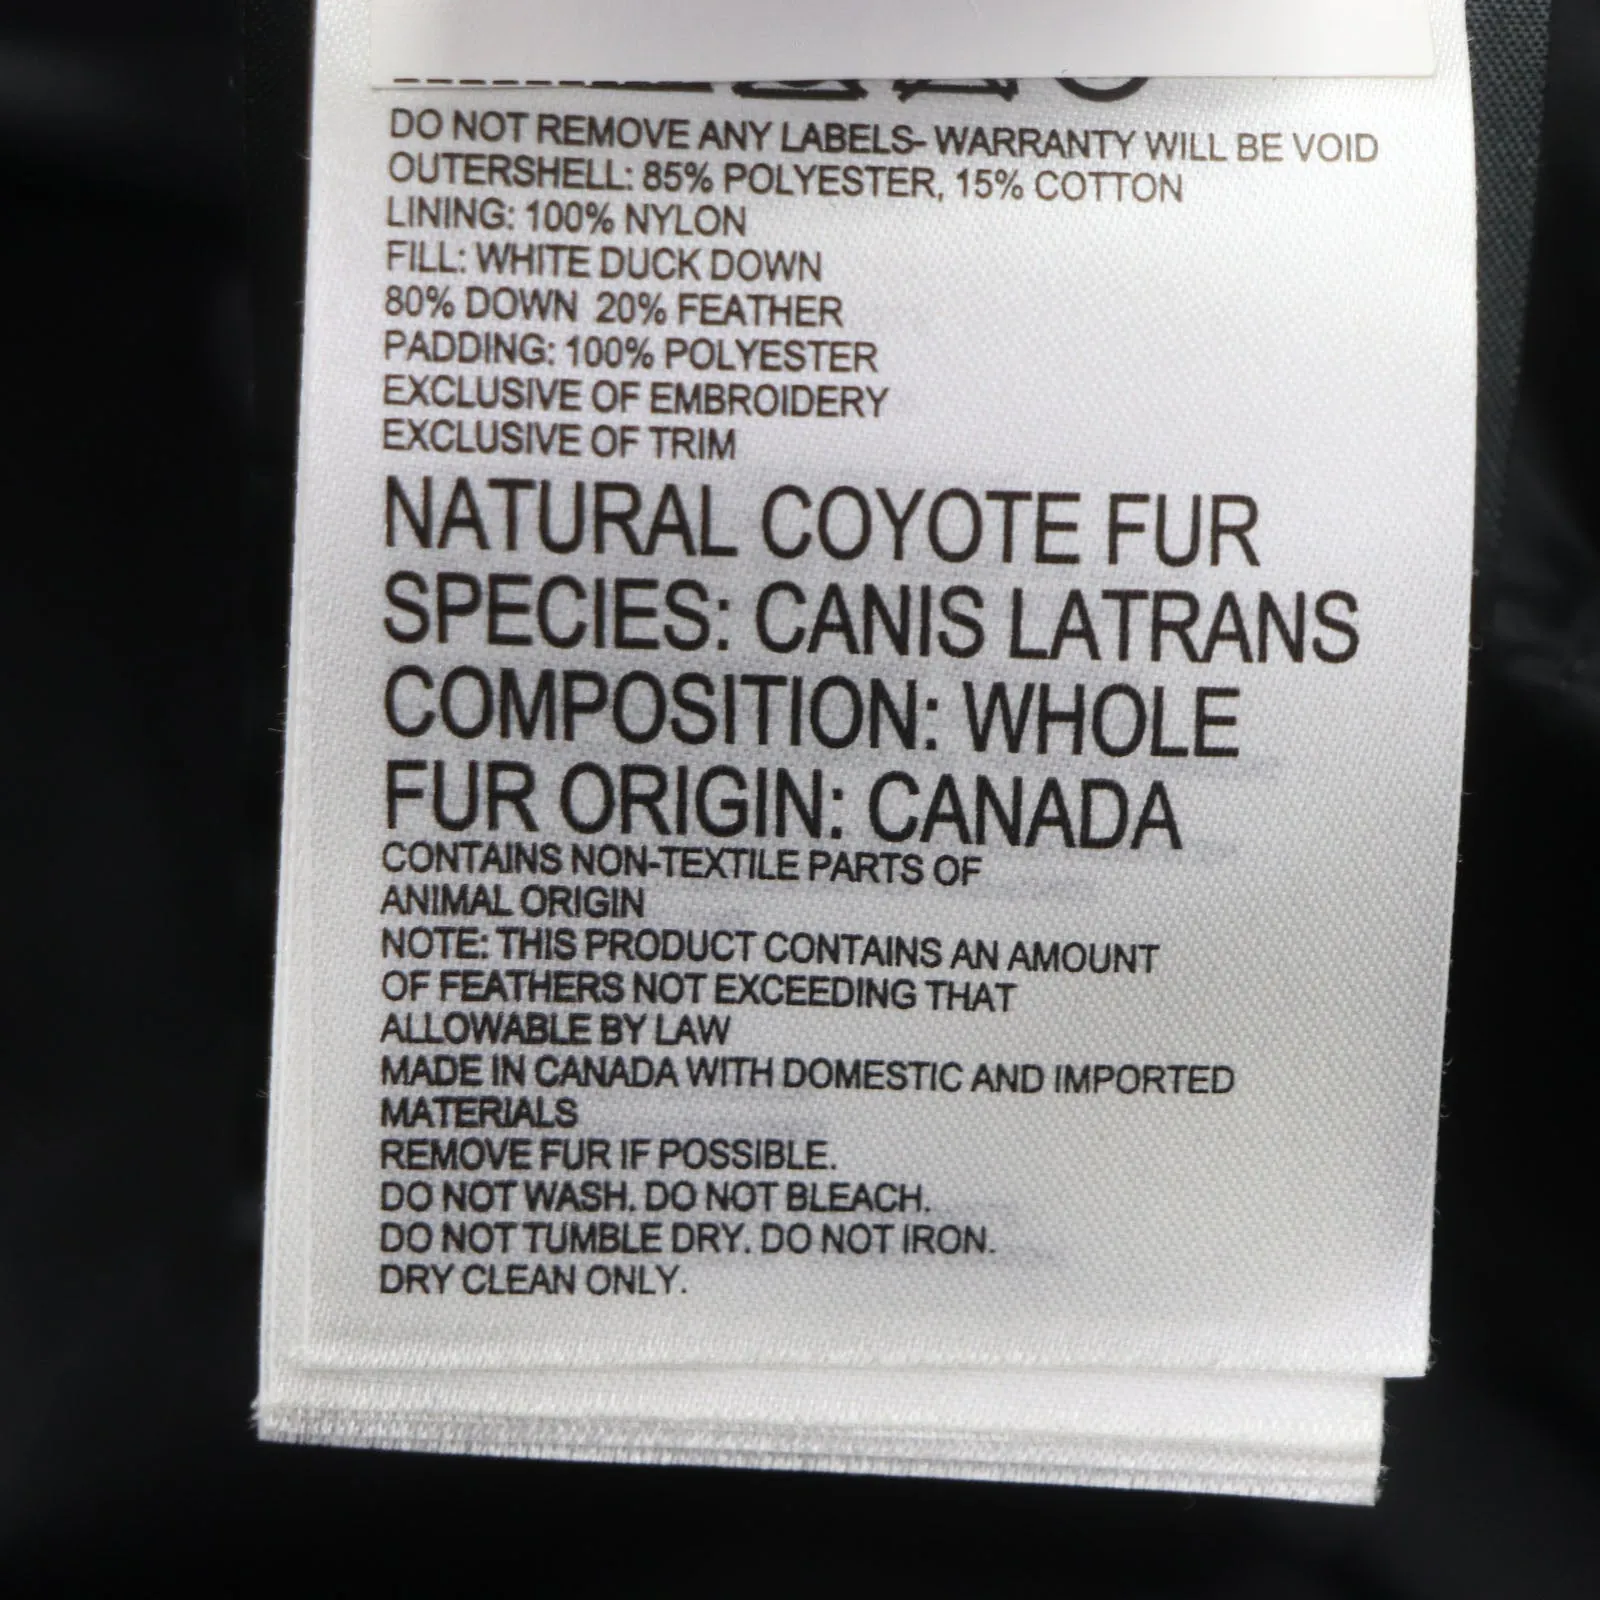 DO NOT REMOVE ANY LABELS- WARRANTY WILL BE VOID
OUTERSHELL: 85% POLYESTER, 15% COTTON
LINING: 100% NYLON
FILL: WHITE DUCK DOWN
80% DOWN 20% FEATHER
PADDING: 100% POLYESTER
EXCLUSIVE OF EMBROIDERY
EXCLUSIVE OF TRIM
NATURAL COYOTE FUR
SPECIES: CANIS LATRANS
COMPOSITION: WHOLE
FUR ORIGIN: CANADA
CONTAINS NON-TEXTILE PARTS OF
ANIMAL ORIGIN
NOTE: THIS PRODUCT CONTAINS AN AMOUNT
OF FEATHERS NOT EXCEEDING THAT
ALLOWABLE BY LAW
MADE IN CANADA WITH DOMESTIC AND IMPORTED
MATERIALS
REMOVE FUR IF POSSIBLE.
DO NOT WASH. DO NOT BLEACH.
DO NOT TUMBLE DRY. DO NOT IRON.
DRY CLEAN ONLY.